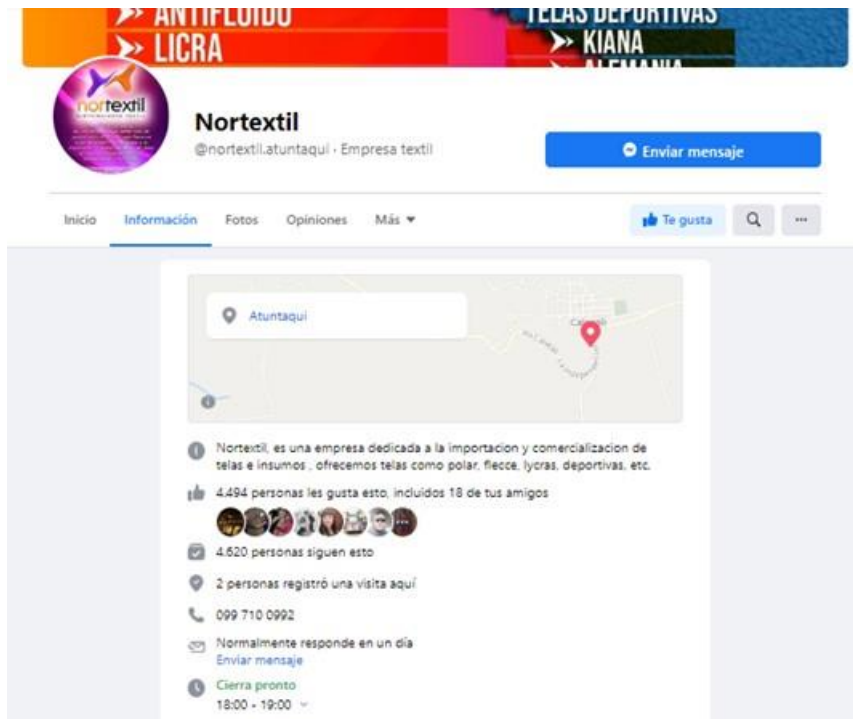 ANTIFLUIDO
LICRA
TELAS DEPORTIVAS
KIANA
ALEMANIA
nortextil
Nortextil
@nortextil.atuntaqui · Empresa textil
Enviar mensaje
Inicio
Información
Fotos
Opiniones
Más
Te gusta
Atuntaqui
Nortextil, es una empresa dedicada a la importacion y comercializacion de
telas e insumos , ofrecemos telas como polar, flecce, lycras, deportivas, etc.
4.494 personas les gusta esto, incluidos 18 de tus amigos
4.620 personas siguen esto
2 personas registró una visita aquí
099 710 0992
Normalmente responde en un día
Enviar mensaje
Cierra pronto
18:00 - 19:00